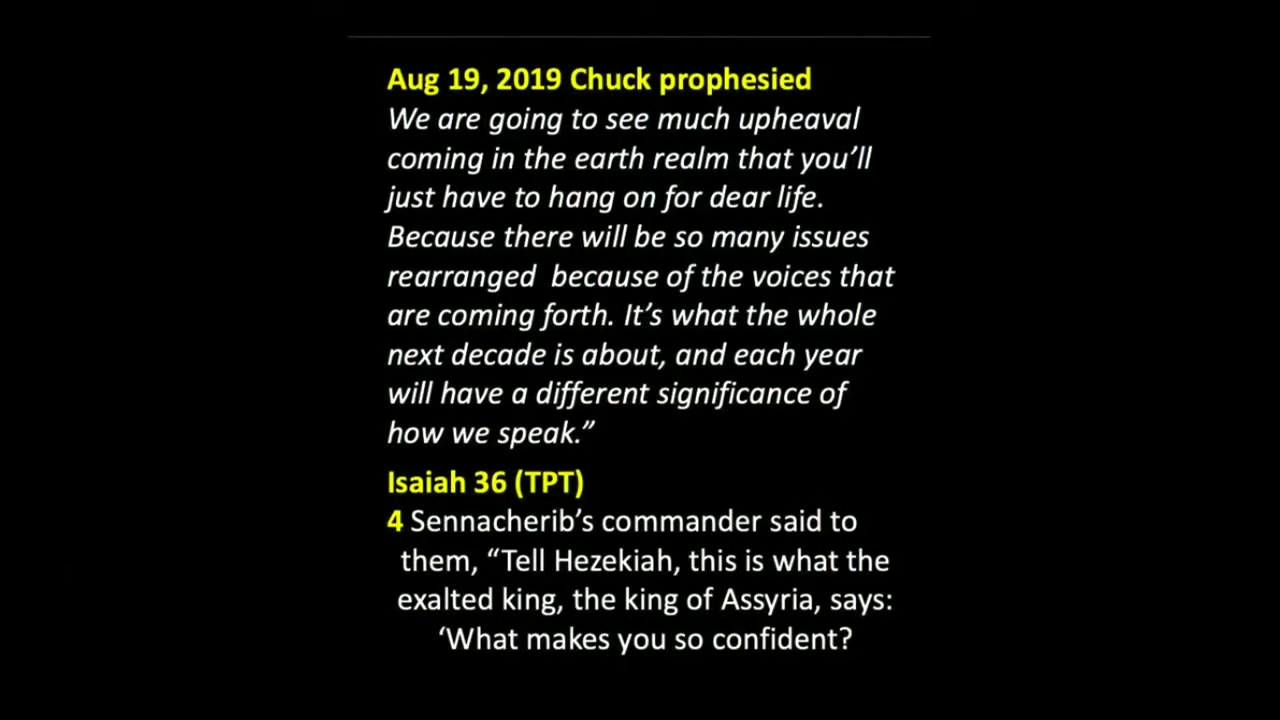 Aug 19, 2019 Chuck prophesied
We are going to see much upheaval
coming in the earth realm that you’ll
just have to hang on for dear life.
Because there will be so many issues
rearranged  because of the voices that
are coming forth. It’s what the whole
next decade is about, and each year
will have a different significance of
how we speak.”
Isaiah 36 (TPT)
4 Sennacherib’s commander said to
them, “Tell Hezekiah, this is what the
exalted king, the king of Assyria, says:
‘What makes you so confident?